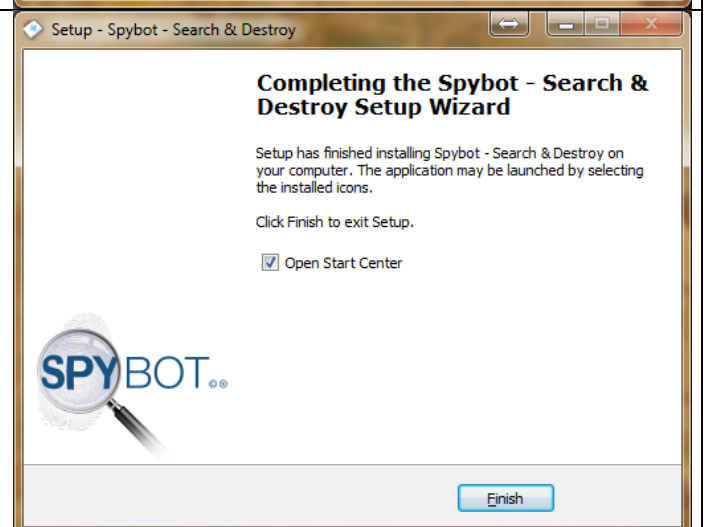 Setup - Spybot - Search & Destroy
Completing the Spybot - Search &
Destroy Setup Wizard
Setup has finished installing Spybot - Search & Destroy on
your computer. The application may be launched by selecting
the installed icons.
Click Finish to exit Setup.
Open Start Center
SPYBOT
Finish